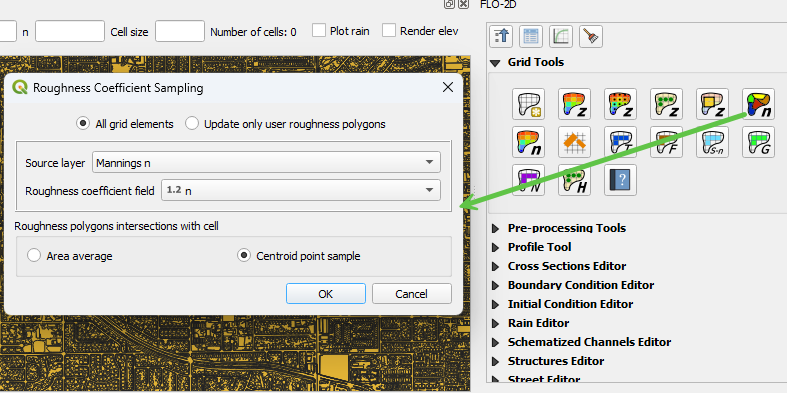 FLO-2D
n Cell size Number of cells: 0 Plot rain Render elev
Grid Tools
Z Z Z Z n
n T F S-n G
N H ?
Roughness Coefficient Sampling
All grid elements Update only user roughness polygons
Source layer Mannings n
Roughness coefficient field 1.2 n
Roughness polygons intersections with cell
Area average Centroid point sample
OK Cancel
Pre-processing Tools
Profile Tool
Cross Sections Editor
Boundary Condition Editor
Initial Condition Editor
Rain Editor
Schematized Channels Editor
Structures Editor
Street Editor